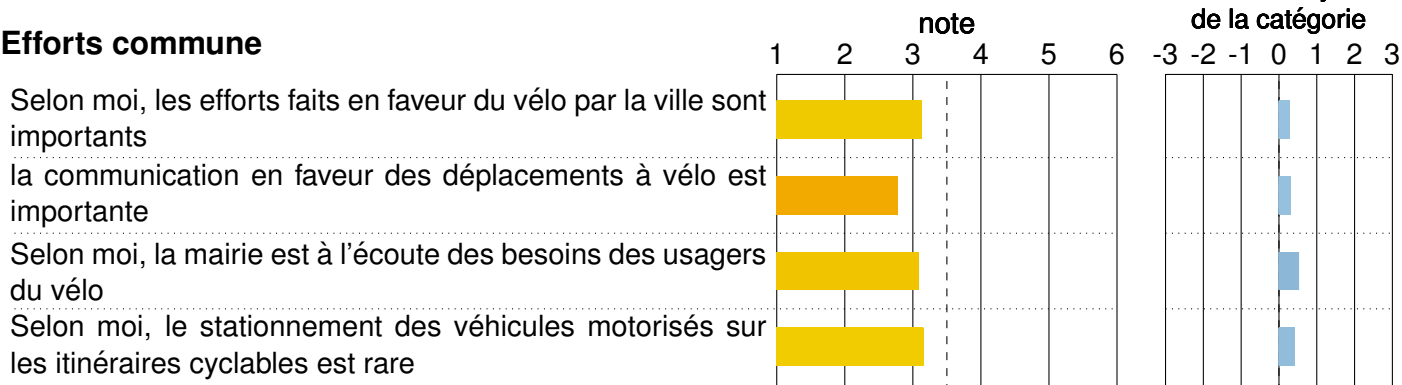 de la catégorie
note
Efforts commune
1 2 3 4 5 6 -3 -2 -1 0 1 2 3
Selon moi, les efforts faits en faveur du vélo par la ville sont
importants
la communication en faveur des déplacements à vélo est
importante
Selon moi, la mairie est à l'écoute des besoins des usagers
du vélo
Selon moi, le stationnement des véhicules motorisés sur
les itinéraires cyclables est rare